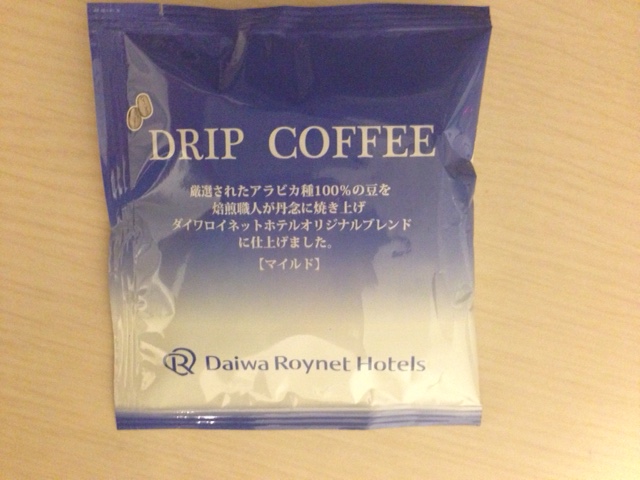 DRIP COFFEE
厳選されたアラビカ種100%の豆を
焙煎職人が丹念に焼き上げ
ダイワロイネットホテルオリジナルブレンド
に仕上げました。
【マイルド】
Daiwa Roynet Hotels